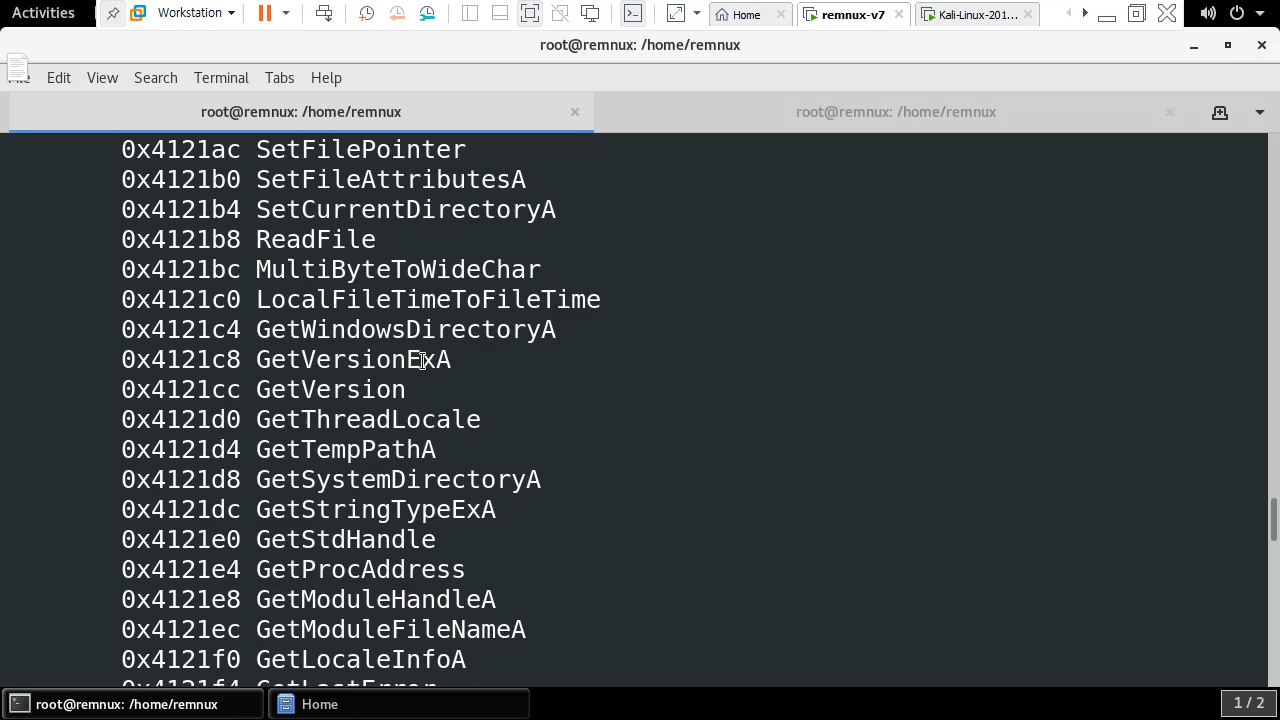 Activities Workstation Home remnux-v7 Kali-Linux-201...
root@remnux: /home/remnux
Edit View Search Terminal Tabs Help
root@remnux: /home/remnux root@remnux: /home/remnux
0x4121ac SetFilePointer
0x4121b0 SetFileAttributesA
0x4121b4 SetCurrentDirectoryA
0x4121b8 ReadFile
0x4121bc MultiByteToWideChar
0x4121c0 LocalFileTimeToFileTime
0x4121c4 GetWindowsDirectoryA
0x4121c8 GetVersionExA
0x4121cc GetVersion
0x4121d0 GetThreadLocale
0x4121d4 GetTempPathA
0x4121d8 GetSystemDirectoryA
0x4121dc GetStringTypeExA
0x4121e0 GetStdHandle
0x4121e4 GetProcAddress
0x4121e8 GetModuleHandleA
0x4121ec GetModuleFileNameA
0x4121f0 GetLocaleInfoA
0x4121f4 GetLastError
root@remnux: /home/remnux Home 1 / 2